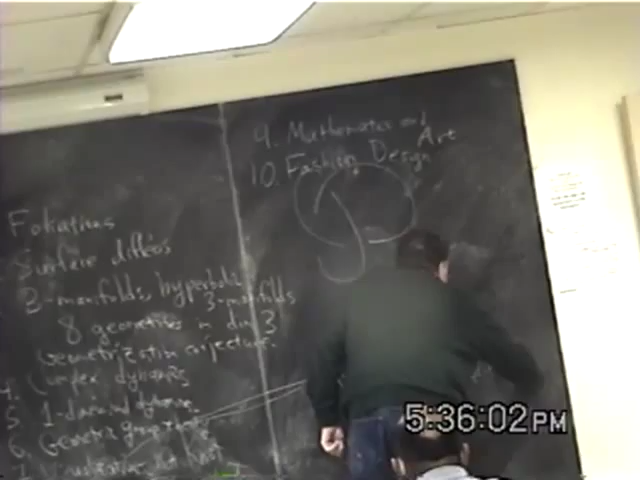 Foliations
Surface diffeos
3-manifolds, hyperbolic
3-manifolds
8 geometries in dim 3
Geometrization conjecture.
4. Complex dynamics
5. 1-dim dynamics
6. Geometric group
7.
9. Mathematics and
Art
10. Fashion Design
5:36:02 PM